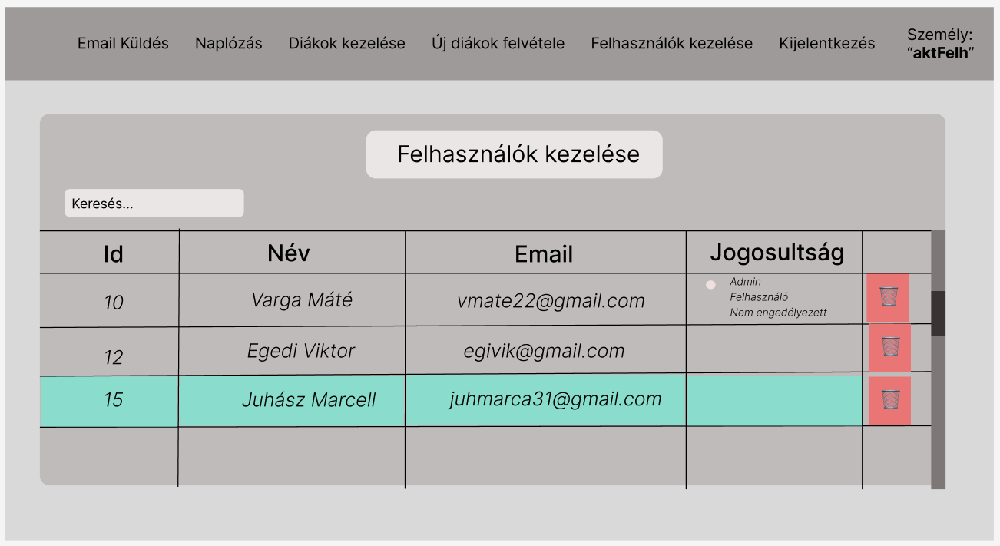 Email Küldés Naplózás Diákok kezelése Új diákok felvétele Felhasználók kezelése Kijelentkezés Személy:
“aktFelh”
Felhasználók kezelése
Keresés...
Id Név Email Jogosultság
10 Varga Máté vmate22@gmail.com Admin
Felhasználó
Nem engedélyezett
12 Egedi Viktor egivik@gmail.com
15 Juhász Marcell juhmarca31@gmail.com